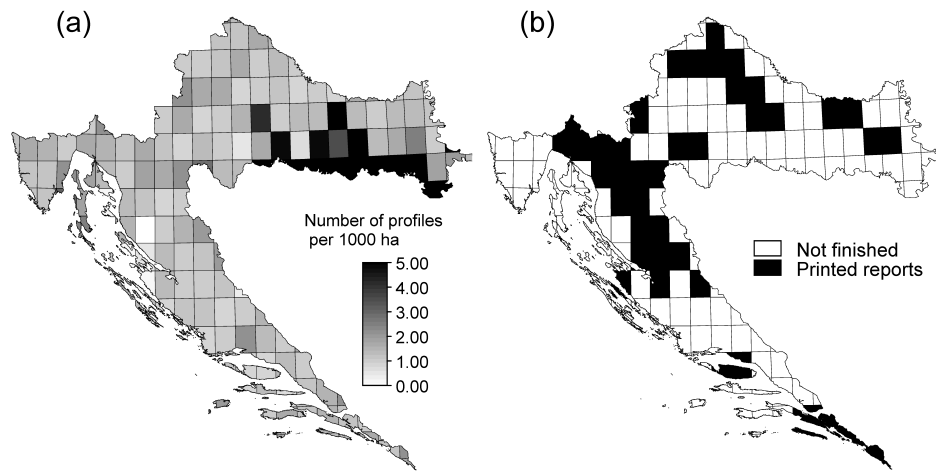 (a)
(b)
Number of profiles
per 1000 ha
5.00
4.00
3.00
2.00
1.00
0.00
Not finished
Printed reports